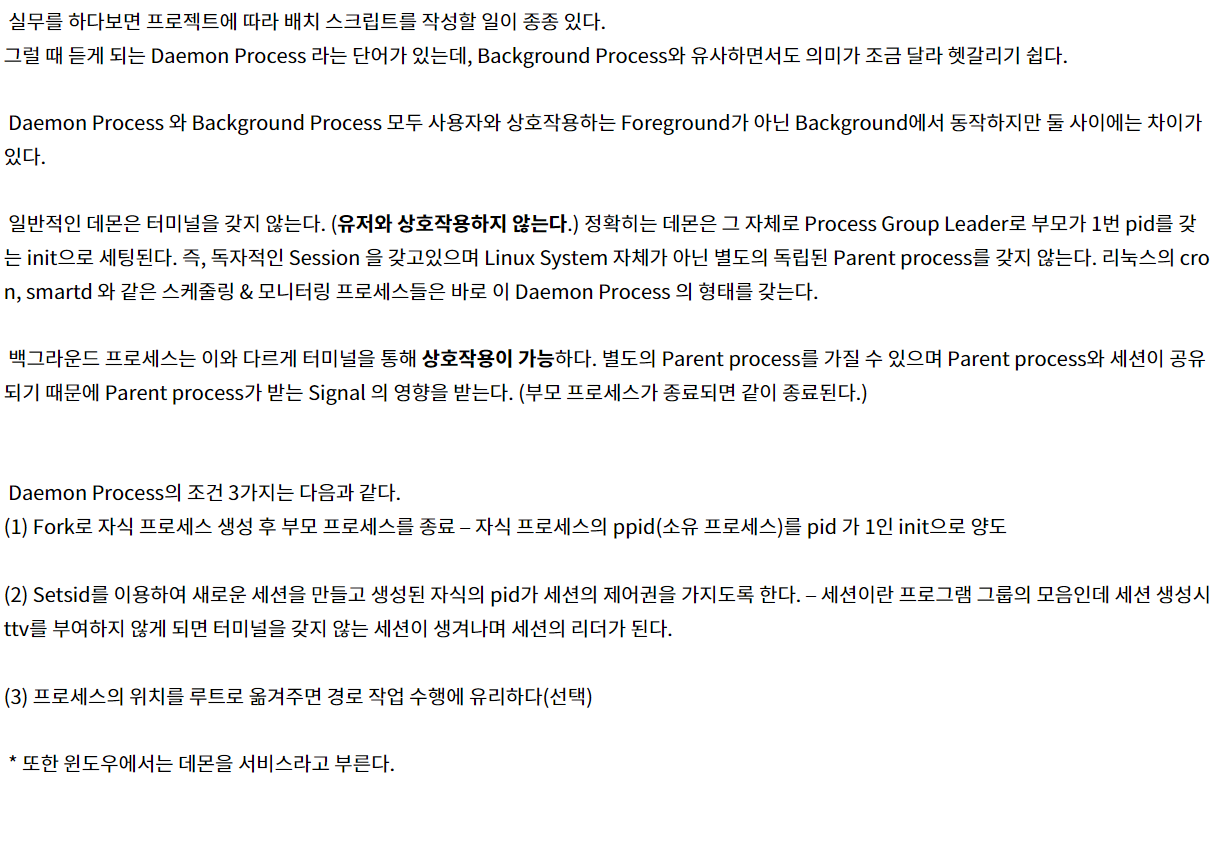 실무를 하다보면 프로젝트에 따라 배치 스크립트를 작성할 일이 종종 있다.
그럴 때 듣게 되는 Daemon Process 라는 단어가 있는데, Background Process와 유사하면서도 의미가 조금 달라 헷갈리기 쉽다.
Daemon Process 와 Background Process 모두 사용자와 상호작용하는 Foreground가 아닌 Background에서 동작하지만 둘 사이에는 차이가
있다.
일반적인 데몬은 터미널을 갖지 않는다. (유저와 상호작용하지 않는다.) 정확히는 데몬은 그 자체로 Process Group Leader로 부모가 1번 pid를 갖
는 init으로 세팅된다. 즉, 독자적인 Session 을 갖고있으며 Linux System 자체가 아닌 별도의 독립된 Parent process를 갖지 않는다. 리눅스의 cro
n, smartd 와 같은 스케줄링 & 모니터링 프로세스들은 바로 이 Daemon Process 의 형태를 갖는다.
백그라운드 프로세스는 이와 다르게 터미널을 통해 상호작용이 가능하다. 별도의 Parent process를 가질 수 있으며 Parent process와 세션이 공유
되기 때문에 Parent process가 받는 Signal 의 영향을 받는다. (부모 프로세스가 종료되면 같이 종료된다.)
Daemon Process의 조건 3가지는 다음과 같다.
(1) Fork로 자식 프로세스 생성 후 부모 프로세스를 종료 – 자식 프로세스의 ppid(소유 프로세스)를 pid 가 1인 init으로 양도
(2) Setsid를 이용하여 새로운 세션을 만들고 생성된 자식의 pid가 세션의 제어권을 가지도록 한다. – 세션이란 프로그램 그룹의 모음인데 세션 생성시
ttv를 부여하지 않게 되면 터미널을 갖지 않는 세션이 생겨나며 세션의 리더가 된다.
(3) 프로세스의 위치를 루트로 옮겨주면 경로 작업 수행에 유리하다(선택)
* 또한 윈도우에서는 데몬을 서비스라고 부른다.